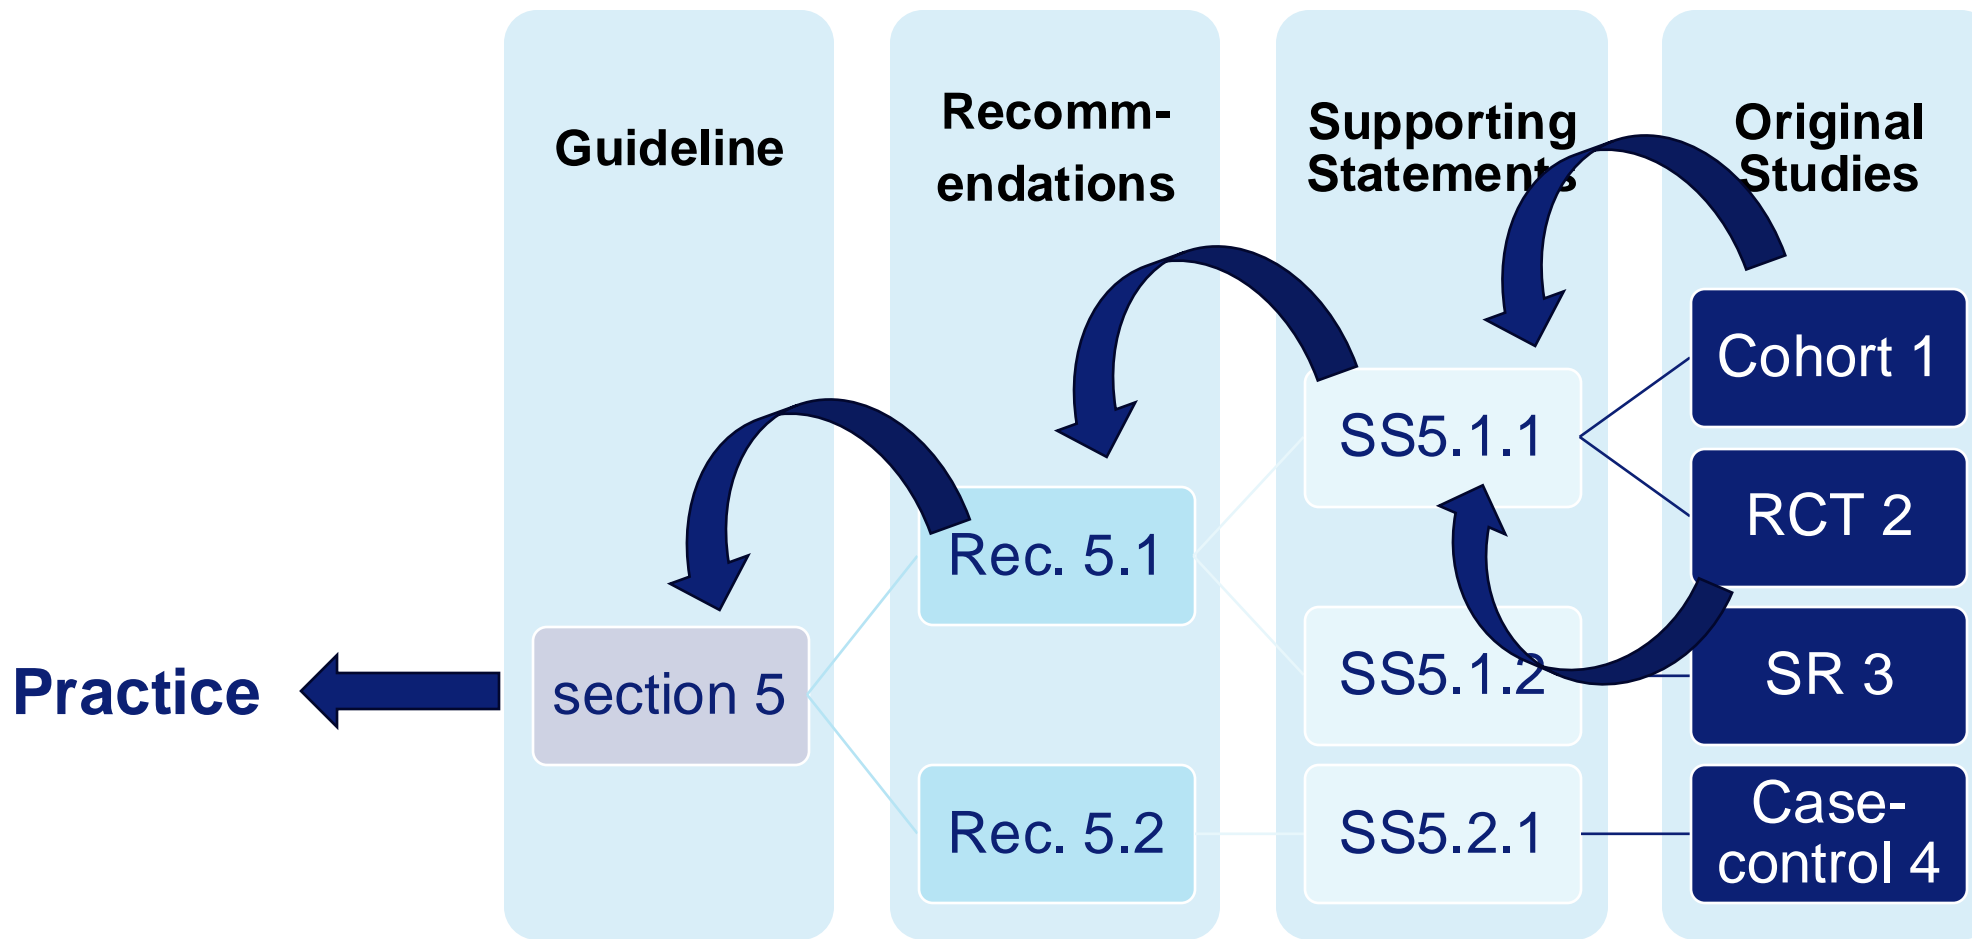 Guideline
Recomm-
endations
Supporting
Statements
Original
Studies
Practice
section 5
Rec. 5.1
Rec. 5.2
SS5.1.1
SS5.1.2
SS5.2.1
Cohort 1
RCT 2
SR 3
Case-
control 4